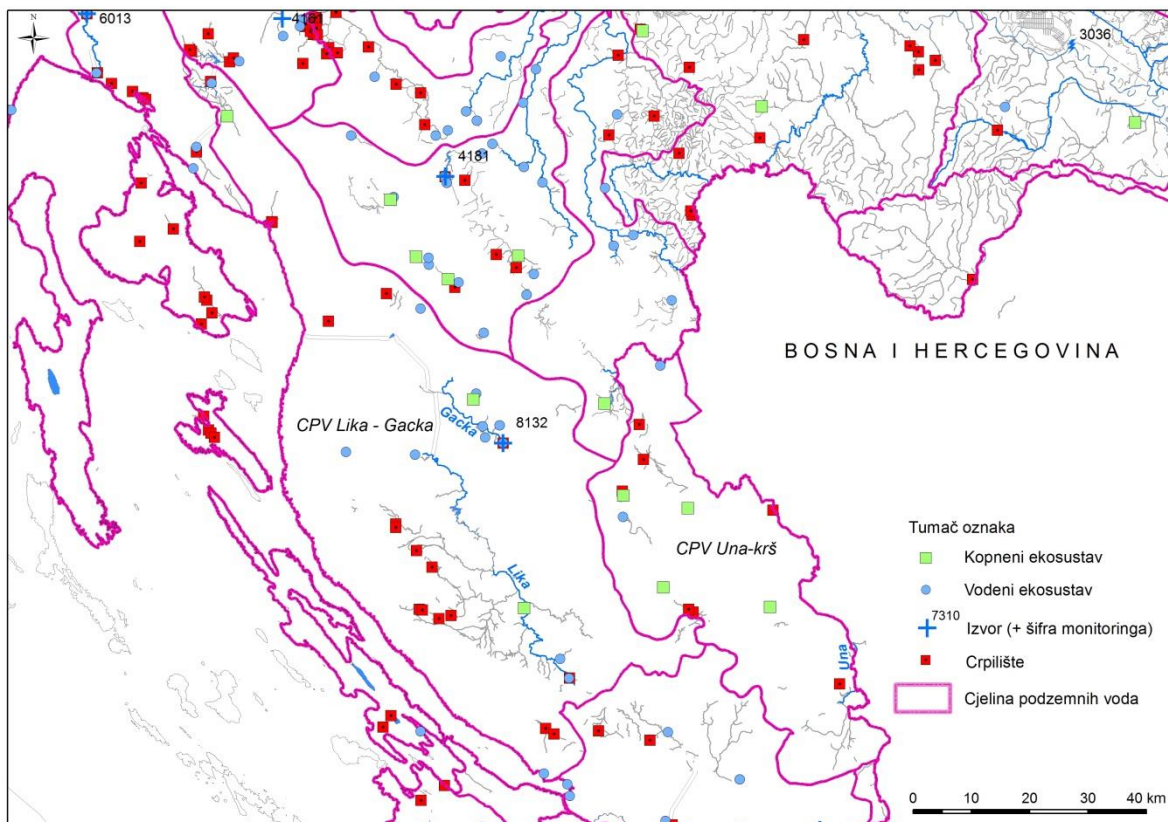 N
6013
4161
3036
4181
BOSNA I HERCEGOVINA
CPV Lika - Gacka
Gacka
8132
CPV Una-krš
Lika
Una
Tumač oznaka
Kopneni ekosustav
Vodeni ekosustav
7310
Izvor (+ šifra monitoringa)
Crpilište
Cjelina podzemnih voda
0 10 20 30 40 km